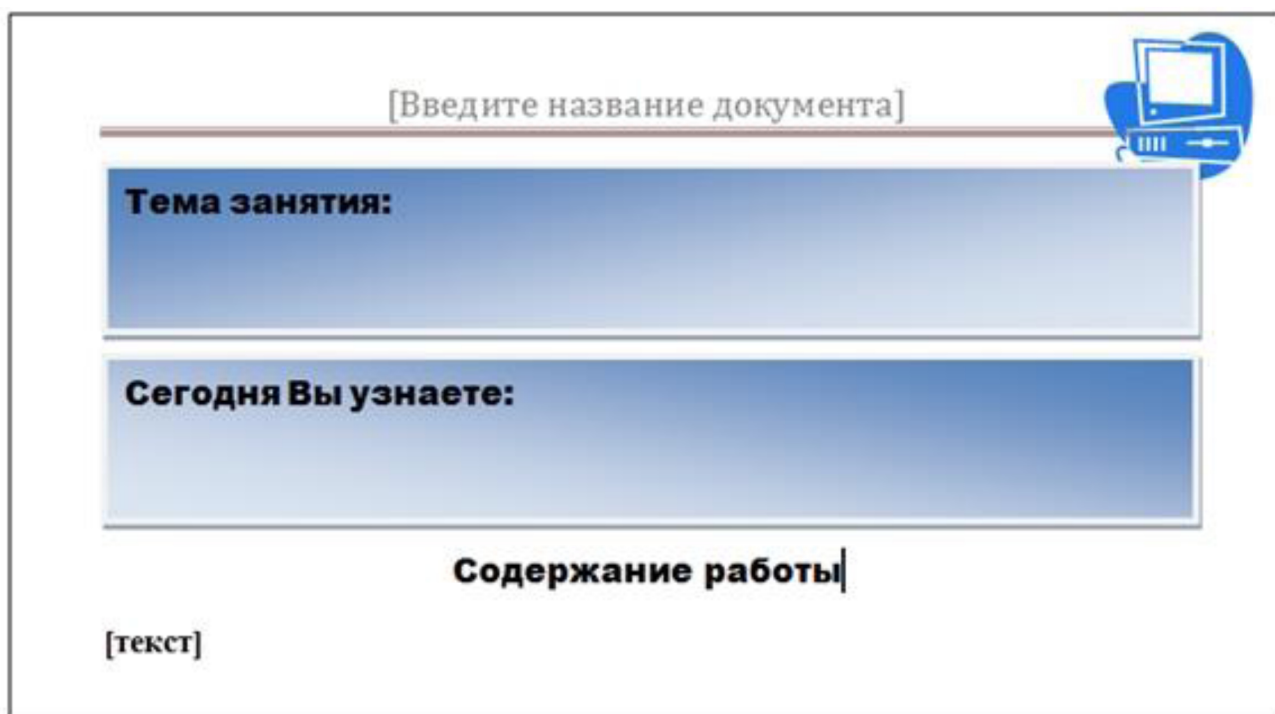 [Введите название документа]
Тема занятия:
Сегодня Вы узнаете:
Содержание работы
[текст]